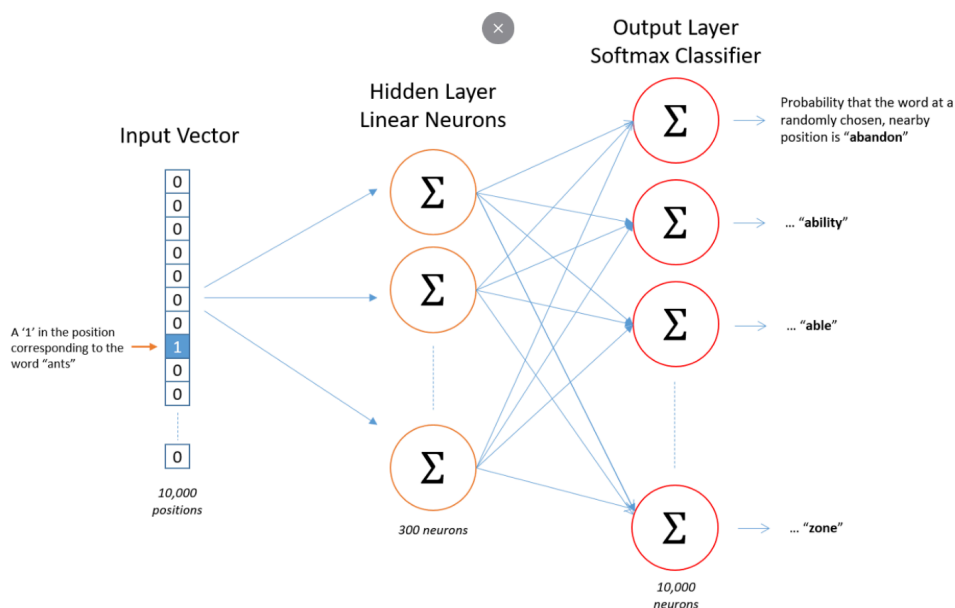 Output Layer
Softmax Classifier
Hidden Layer
Linear Neurons
Input Vector
0
0
0
0
0
0
0
1
0
0
0
A '1' in the position
corresponding to the
word "ants"
10,000
positions
Σ
Σ
Σ
300 neurons
Σ
Σ
Σ
Σ
10,000
neurons
Probability that the word at a
randomly chosen, nearby
position is "abandon"
... "ability"
... "able"
... "zone"